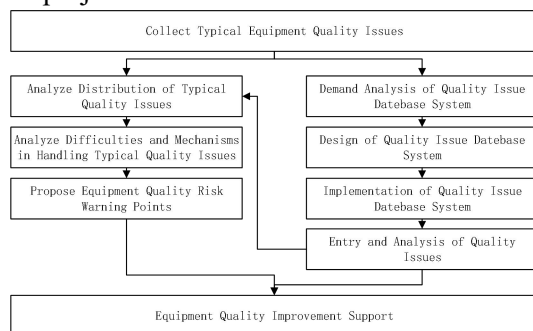 Collect Typical Equipment Quality Issues
Analyze Distribution of Typical
Quality Issues
Analyze Difficulties and Mechanisms
in Handling Typical Quality Issues
Propose Equipment Quality Risk
Warning Points
Demand Analysis of Quality Issue
Datebase System
Design of Quality Issue Datebase
System
Implementation of Quality Issue
Datebase System
Entry and Analysis of Quality
Issues
Equipment Quality Improvement Support